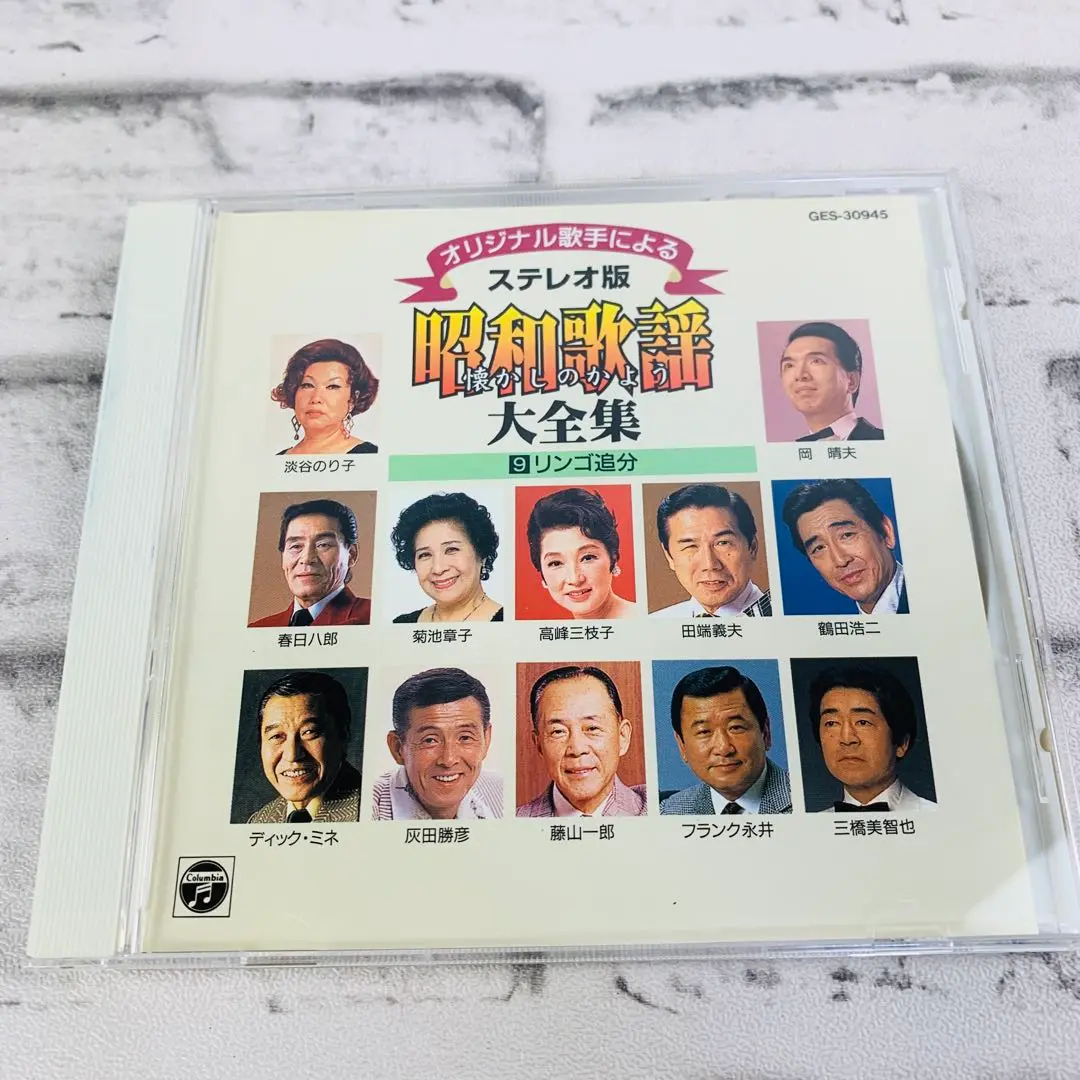 GES-30945
オリジナル歌手による
ステレオ版
昭和歌謡
懐かしのかよう
大全集
9 リンゴ追分
淡谷のり子
岡 晴夫
春日八郎
菊池章子
高峰三枝子
田端義夫
鶴田浩二
ディック・ミネ
灰田勝彦
藤山一郎
フランク永井
三橋美智也
Columbia